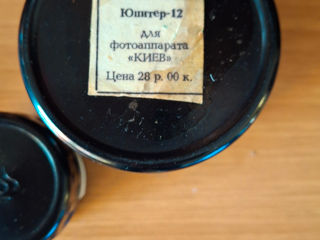 Юпитер-12
для
фотоаппарата
«КИЕВ»
Цена 28 р. 00 к.